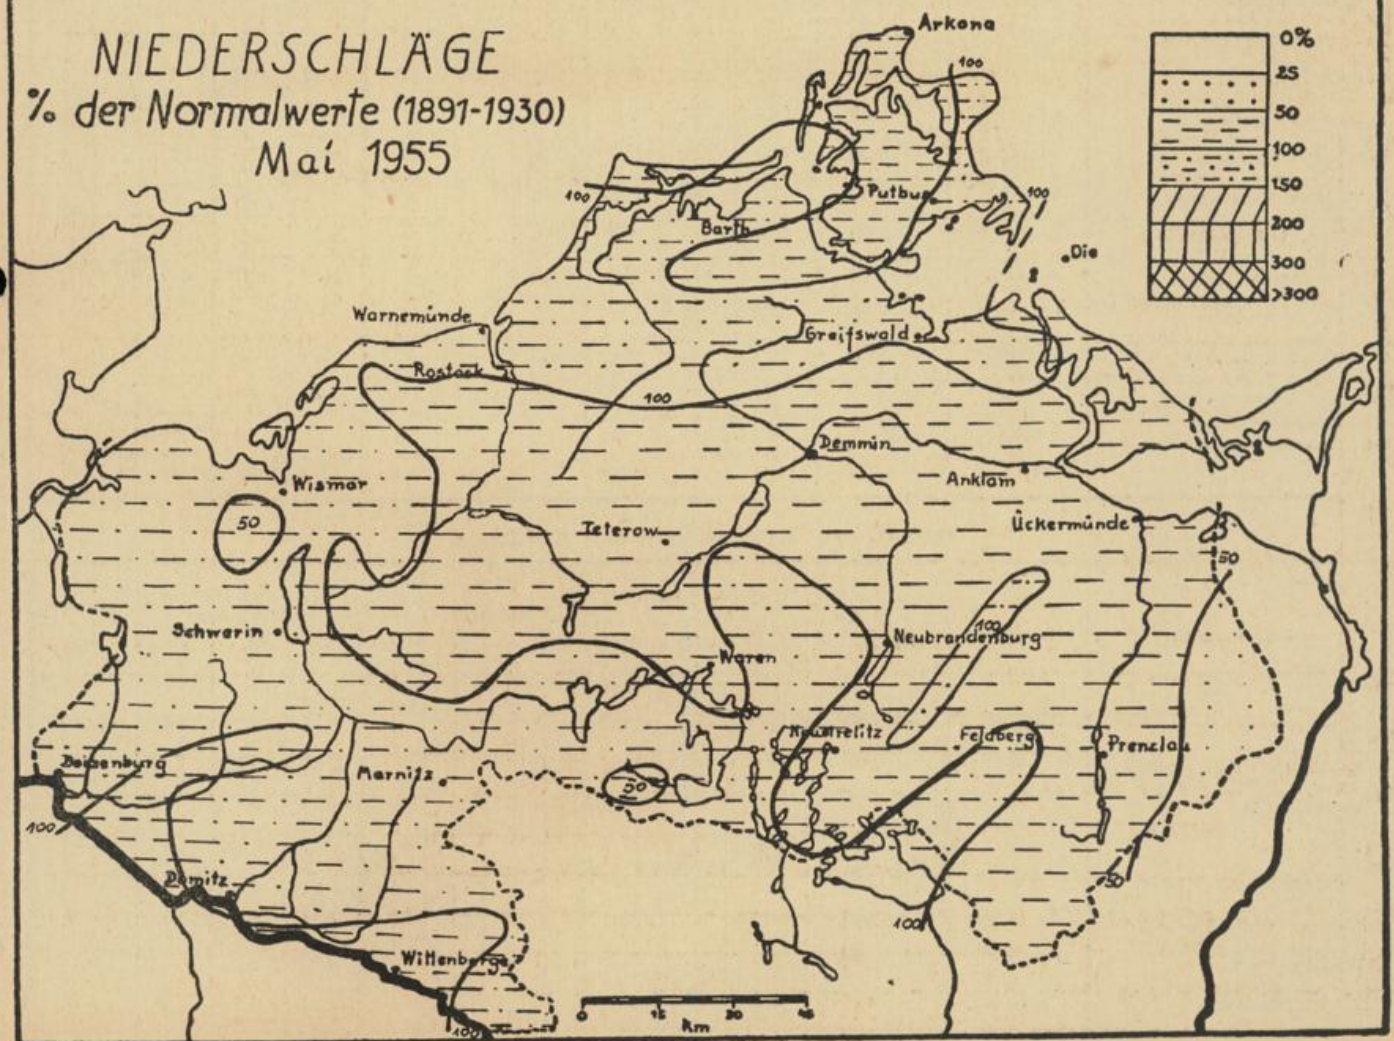 NIEDERSCHLÄGE
% der Normalwerte (1891-1930)
Mai 1955
0%
25
50
100
150
200
300
>300
Arkona
100
100
100
Putbus
Barth
Die
Warnemünde
Greifswald
Rostock
100
Demmin
Anklam
Wismar
50
Teterow
Ückermünde
50
Schwerin
100
Neubrandenburg
Waren
Neustrelitz
Feldberg
Prenzlau
Boizenburg
Marnitz
50
100
Dömitz
50
100
Wittenberge
100
0 15 30 45
Km